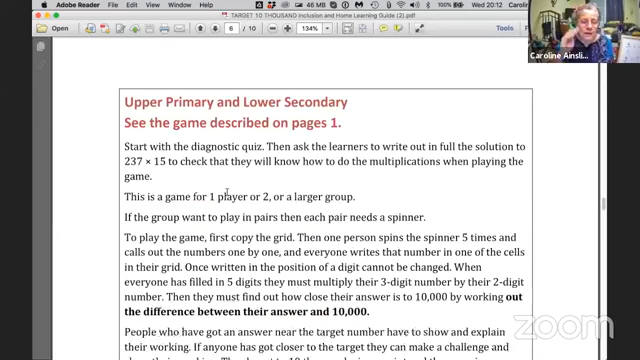 Adobe Reader File Edit View Window Help 46 MB Wed 20:12 Carolin
TARGET 10 THOUSAND Inclusion and Home Learning Guide (2).pdf
Open 6 / 10 134% Tools Sign Comment
Caroline Ainsli...
Upper Primary and Lower Secondary
See the game described on pages 1.
Start with the diagnostic quiz. Then ask the learners to write out in full the solution to
237 × 15 to check that they will know how to do the multiplications when playing the
game.
This is a game for 1 player or 2, or a larger group.
If the group want to play in pairs then each pair needs a spinner.
To play the game, first copy the grid. Then one person spins the spinner 5 times and
calls out the numbers one by one, and everyone writes that number in one of the cells
in their grid. Once written in the position of a digit cannot be changed. When
everyone has filled in 5 digits they must multiply their 3-digit number by their 2-digit
number. Then they must find out how close their answer is to 10,000 by working out
the difference between their answer and 10,000.
People who have got an answer near the target number have to show and explain
their working. If anyone has got closer to the target they can make a challenge and
zoom